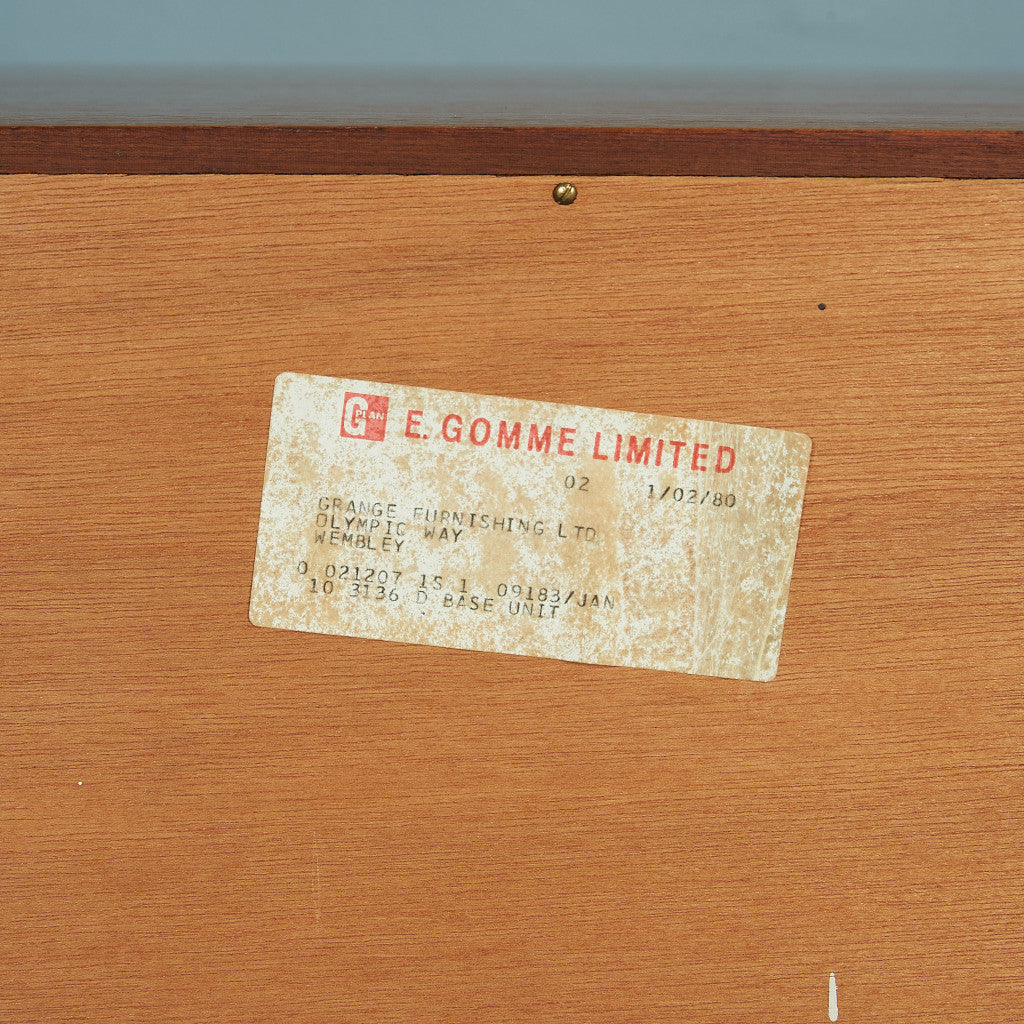 G PLAN E. GOMME LIMITED
02 1/02/80
GRANGE FURNISHING LTD
OLYMPIC WAY
WEMBLEY
0 021207 1S 1 09183/JAN
10 3136 D BASE UNIT